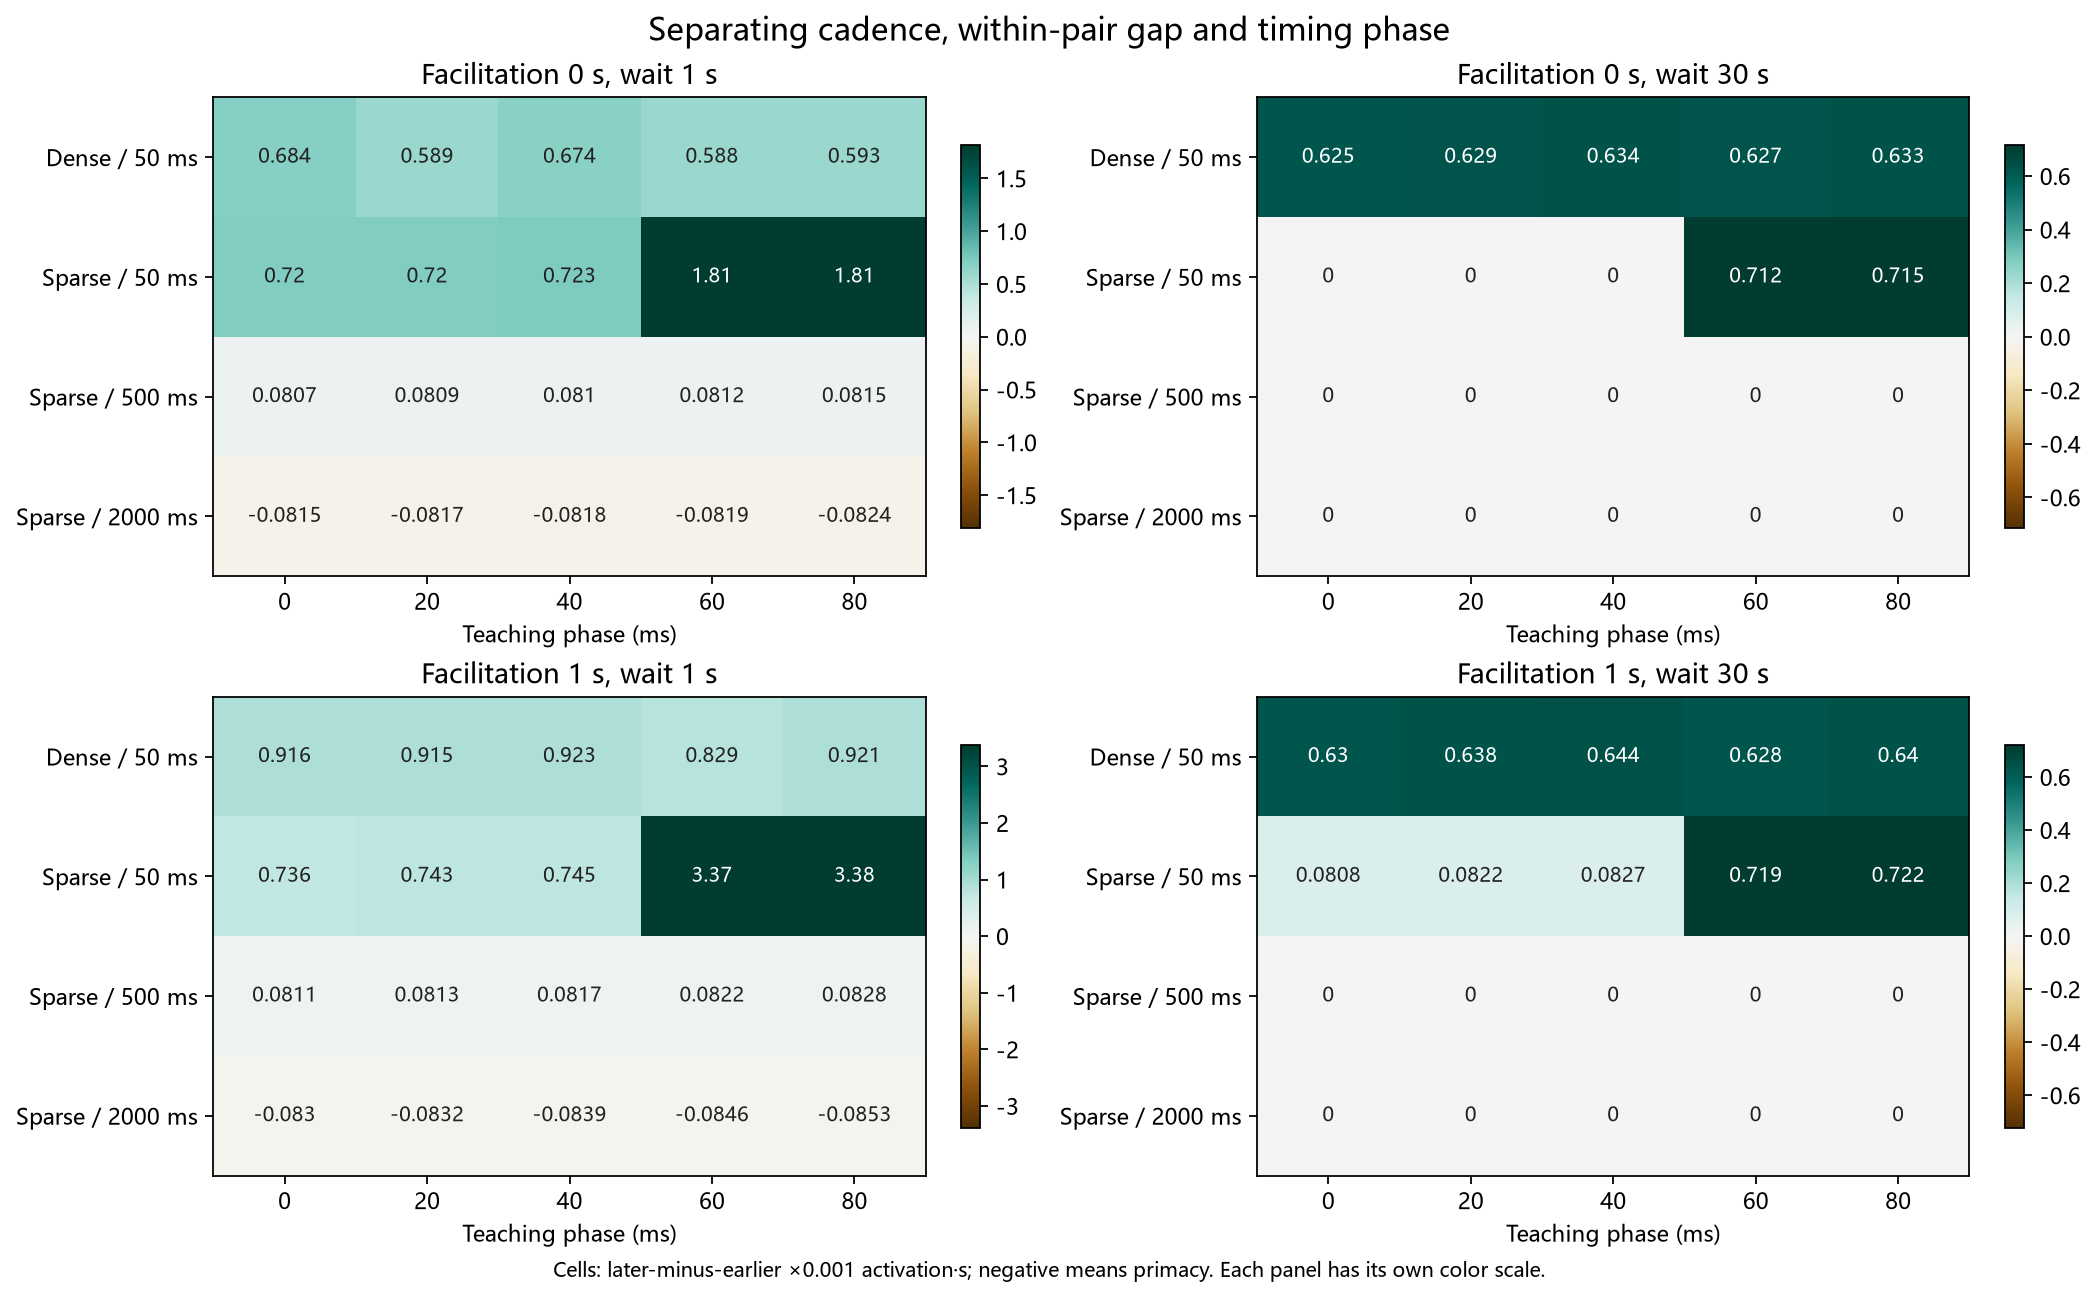 Separating cadence, within-pair gap and timing phase
Facilitation 0 s, wait 1 s
Dense / 50 ms 0.684 0.589 0.674 0.588 0.593
Sparse / 50 ms 0.72 0.72 0.723 1.81 1.81
Sparse / 500 ms 0.0807 0.0809 0.081 0.0812 0.0815
Sparse / 2000 ms -0.0815 -0.0817 -0.0818 -0.0819 -0.0824
0 20 40 60 80
Teaching phase (ms)
1.5
1.0
0.5
0.0
-0.5
-1.0
-1.5
Facilitation 0 s, wait 30 s
Dense / 50 ms 0.625 0.629 0.634 0.627 0.633
Sparse / 50 ms 0 0 0 0.712 0.715
Sparse / 500 ms 0 0 0 0 0
Sparse / 2000 ms 0 0 0 0 0
0 20 40 60 80
Teaching phase (ms)
0.6
0.4
0.2
0.0
-0.2
-0.4
-0.6
Facilitation 1 s, wait 1 s
Dense / 50 ms 0.916 0.915 0.923 0.829 0.921
Sparse / 50 ms 0.736 0.743 0.745 3.37 3.38
Sparse / 500 ms 0.0811 0.0813 0.0817 0.0822 0.0828
Sparse / 2000 ms -0.083 -0.0832 -0.0839 -0.0846 -0.0853
0 20 40 60 80
Teaching phase (ms)
3
2
1
0
-1
-2
-3
Facilitation 1 s, wait 30 s
Dense / 50 ms 0.63 0.638 0.644 0.628 0.64
Sparse / 50 ms 0.0808 0.0822 0.0827 0.719 0.722
Sparse / 500 ms 0 0 0 0 0
Sparse / 2000 ms 0 0 0 0 0
0 20 40 60 80
Teaching phase (ms)
0.6
0.4
0.2
0.0
-0.2
-0.4
-0.6
Cells: later-minus-earlier ×0.001 activation·s; negative means primacy. Each panel has its own color scale.